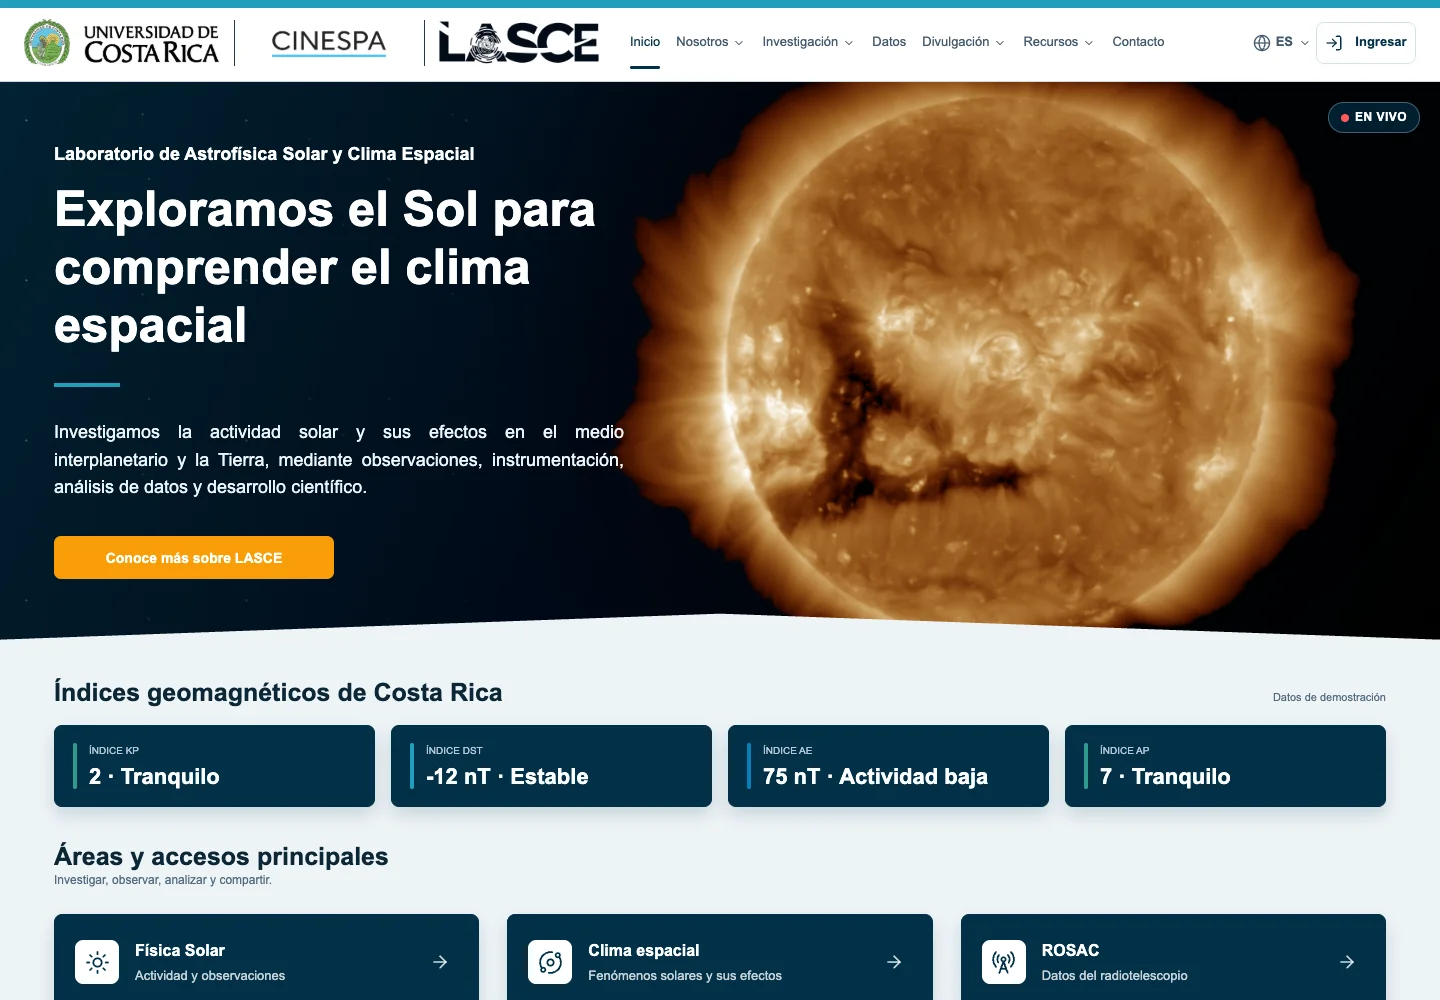 UNIVERSIDAD DE
COSTA RICA
CINESPA
LASCE
Inicio
Nosotros
Investigación
Datos
Divulgación
Recursos
Contacto
ES
Ingresar
EN VIVO
Laboratorio de Astrofísica Solar y Clima Espacial
Exploramos el Sol para
comprender el clima
espacial
Investigamos la actividad solar y sus efectos en el medio
interplanetario y la Tierra, mediante observaciones, instrumentación,
análisis de datos y desarrollo científico.
Conoce más sobre LASCE
Índices geomagnéticos de Costa Rica
Datos de demostración
ÍNDICE KP
2 · Tranquilo
ÍNDICE DST
-12 nT · Estable
ÍNDICE AE
75 nT · Actividad baja
ÍNDICE AP
7 · Tranquilo
Áreas y accesos principales
Investigar, observar, analizar y compartir.
Física Solar
Actividad y observaciones
Clima espacial
Fenómenos solares y sus efectos
ROSAC
Datos del radiotelescopio